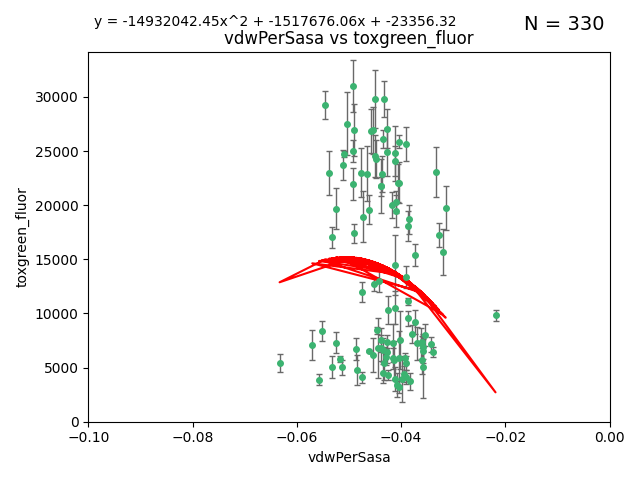 y = -14932042.45x^2 + -1517676.06x + -23356.32
N = 330
vdwPerSasa vs toxgreen_fluor
toxgreen_fluor
30000
25000
20000
15000
10000
5000
0
−0.10
−0.08
−0.06
−0.04
−0.02
0.00
vdwPerSasa